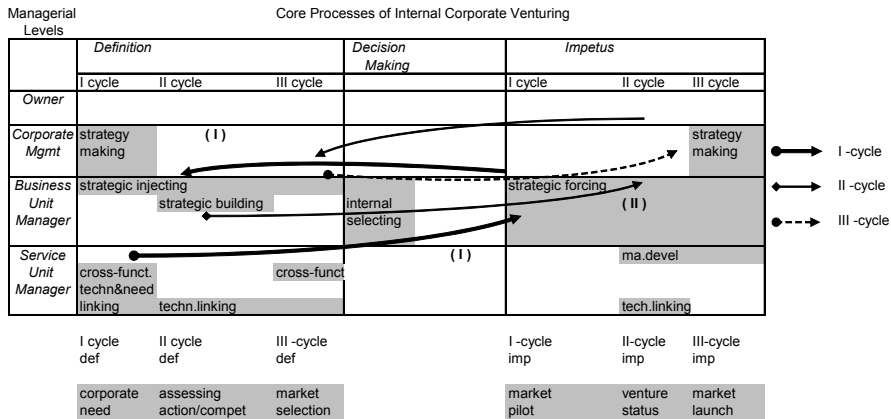 Managerial
Levels
Core Processes of Internal Corporate Venturing
Definition
Decision
Making
Impetus
I cycle
II cycle
III cycle
I cycle
II cycle
III cycle
Owner
Corporate
Mgmt
strategy
making
( I )
strategy
making
I -cycle
Business
Unit
Manager
strategic injecting
strategic building
internal
selecting
strategic forcing
( II )
II -cycle
III -cycle
Service
Unit
Manager
( I )
ma.devel
cross-funct.
techn&need
linking
cross-funct
techn.linking
tech.linking
I cycle
def
II cycle
def
III -cycle
def
I -cycle
imp
II-cycle
imp
III-cycle
imp
corporate
need
assessing
action/compet
market
selection
market
pilot
venture
status
market
launch